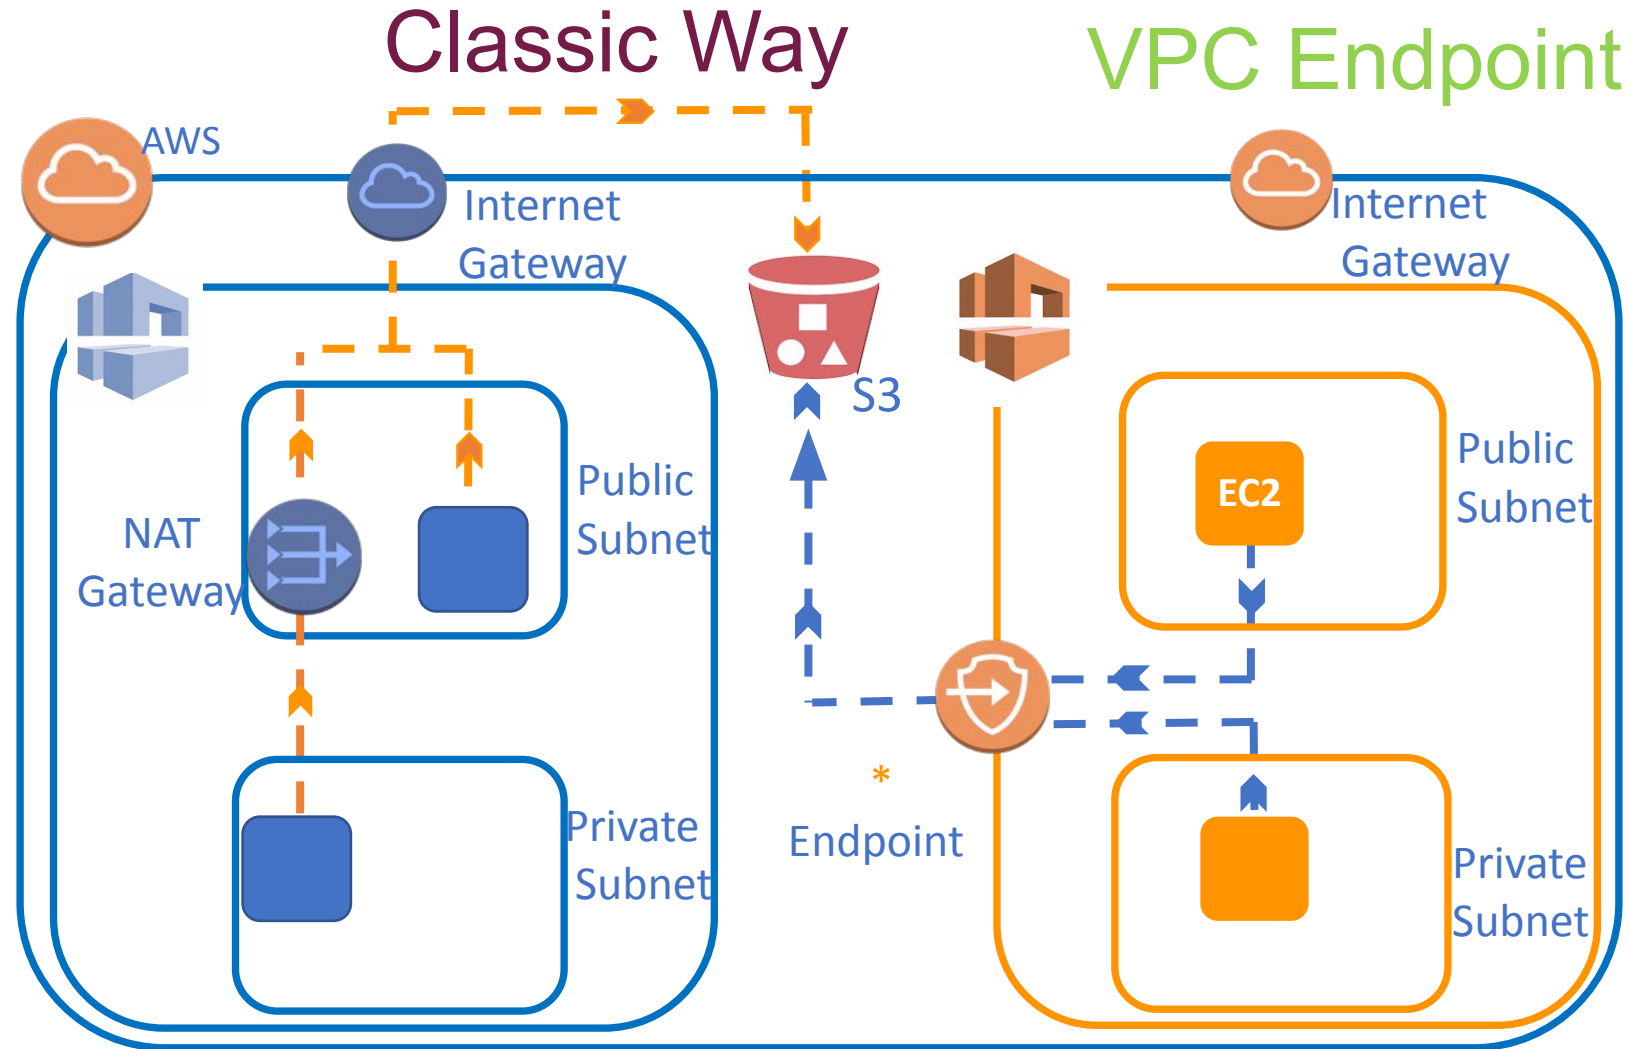 Classic Way
VPC Endpoint
AWS
Internet
Gateway
Internet
Gateway
S3
Public
Subnet
NAT
Gateway
Private
Subnet
*
Endpoint
EC2
Public
Subnet
Private
Subnet